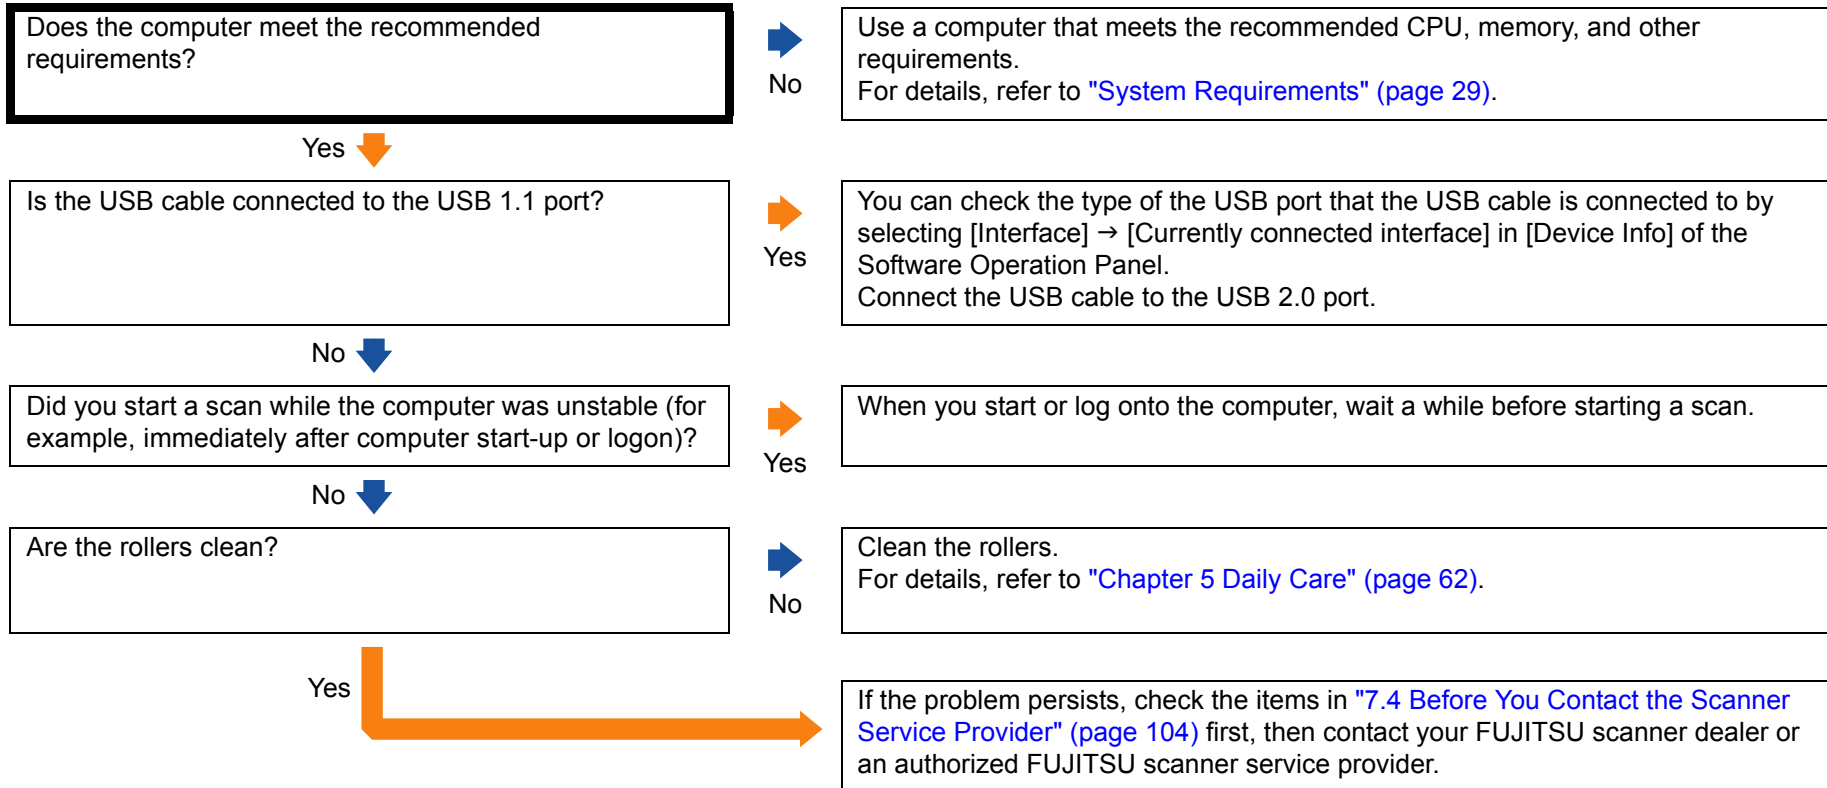 Does the computer meet the recommended
requirements?
No
Use a computer that meets the recommended CPU, memory, and other
requirements.
For details, refer to "System Requirements" (page 29).
Yes
Is the USB cable connected to the USB 1.1 port?
Yes
You can check the type of the USB port that the USB cable is connected to by
selecting [Interface] → [Currently connected interface] in [Device Info] of the
Software Operation Panel.
Connect the USB cable to the USB 2.0 port.
No
Did you start a scan while the computer was unstable (for
example, immediately after computer start-up or logon)?
Yes
When you start or log onto the computer, wait a while before starting a scan.
No
Are the rollers clean?
No
Clean the rollers.
For details, refer to "Chapter 5 Daily Care" (page 62).
Yes
If the problem persists, check the items in "7.4 Before You Contact the Scanner
Service Provider" (page 104) first, then contact your FUJITSU scanner dealer or
an authorized FUJITSU scanner service provider.